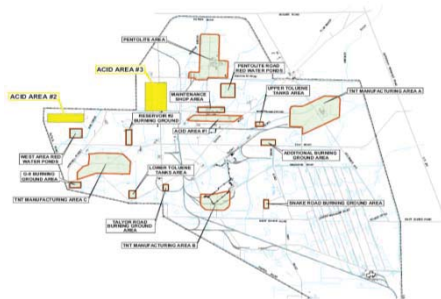 PENTOLITE AREA
ACID AREA #3
PENTOLITE ROAD
RED WATER PONDS
MAINTENANCE
SHOP AREA
UPPER TOLUENE
TANKS AREA
TNT MANUFACTURING AREA A
ACID AREA #2
RESERVOIR #2
BURNING GROUND
ACID AREA #1
WEST AREA RED
WATER PONDS
ADDITIONAL BURNING
GROUND AREA
G-8 BURNING
GROUND AREA
LOWER TOLUENE
TANKS AREA
TNT MANUFACTURING AREA C
TALYOR ROAD
BURNING GROUND
AREA
SNAKE ROAD BURNING GROUND AREA
TNT MANUFACTURING AREA B